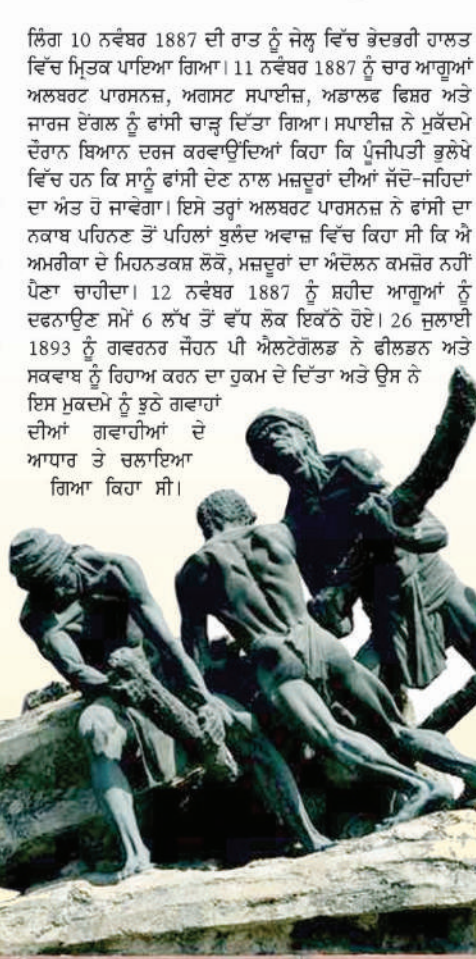 ਲਿੰਗ 10 ਨਵੰਬਰ 1887 ਦੀ ਰਾਤ ਨੂੰ ਜੇਲ੍ਹ ਵਿੱਚ ਭੇਦਭਰੀ ਹਾਲਤ
ਵਿੱਚ ਮ੍ਰਿਤਕ ਪਾਇਆ ਗਿਆ। 11 ਨਵੰਬਰ 1887 ਨੂੰ ਚਾਰ ਆਗੂਆਂ
ਅਲਬਰਟ ਪਾਰਸਨਜ਼, ਅਗਸਟ ਸਪਾਈਜ਼, ਅਡਾਲਫ ਫਿਸ਼ਰ ਅਤੇ
ਜਾਰਜ ਏਂਗਲ ਨੂੰ ਫਾਂਸੀ ਚਾੜ੍ਹ ਦਿੱਤਾ ਗਿਆ। ਸਪਾਈਜ਼ ਨੇ ਮੁਕੱਦਮੇ
ਦੌਰਾਨ ਬਿਆਨ ਦਰਜ ਕਰਵਾਉਂਦਿਆਂ ਕਿਹਾ ਕਿ ਪੂੰਜੀਪਤੀ ਭੁਲੇਖੇ
ਵਿੱਚ ਹਨ ਕਿ ਸਾਨੂੰ ਫਾਂਸੀ ਦੇਣ ਨਾਲ ਮਜ਼ਦੂਰਾਂ ਦੀਆਂ ਜੱਦੋ-ਜਹਿਦਾਂ
ਦਾ ਅੰਤ ਹੋ ਜਾਵੇਗਾ। ਇਸੇ ਤਰ੍ਹਾਂ ਅਲਬਰਟ ਪਾਰਸਨਜ਼ ਨੇ ਫਾਂਸੀ ਦਾ
ਨਕਾਬ ਪਹਿਨਣ ਤੋਂ ਪਹਿਲਾਂ ਬੁਲੰਦ ਅਵਾਜ਼ ਵਿੱਚ ਕਿਹਾ ਸੀ ਕਿ ਐ
ਅਮਰੀਕਾ ਦੇ ਮਿਹਨਤਕਸ਼ ਲੋਕੋ, ਮਜ਼ਦੂਰਾਂ ਦਾ ਅੰਦੋਲਨ ਕਮਜ਼ੋਰ ਨਹੀਂ
ਪੈਣਾ ਚਾਹੀਦਾ। 12 ਨਵੰਬਰ 1887 ਨੂੰ ਸ਼ਹੀਦ ਆਗੂਆਂ ਨੂੰ
ਦਫਨਾਉਣ ਸਮੇਂ 6 ਲੱਖ ਤੋਂ ਵੱਧ ਲੋਕ ਇਕੱਠੇ ਹੋਏ। 26 ਜੁਲਾਈ
1893 ਨੂੰ ਗਵਰਨਰ ਜੌਹਨ ਪੀ ਐਲਟੇਗੋਲਡ ਨੇ ਫੀਲਡਨ ਅਤੇ
ਸਕਵਾਬ ਨੂੰ ਰਿਹਾਅ ਕਰਨ ਦਾ ਹੁਕਮ ਦੇ ਦਿੱਤਾ ਅਤੇ ਉਸ ਨੇ
ਇਸ ਮੁਕਦਮੇ ਨੂੰ ਝੁਠੇ ਗਵਾਹਾਂ
ਦੀਆਂ ਗਵਾਹੀਆਂ ਦੇ
ਆਧਾਰ ਤੇ ਚਲਾਇਆ
ਗਿਆ ਕਿਹਾ ਸੀ।